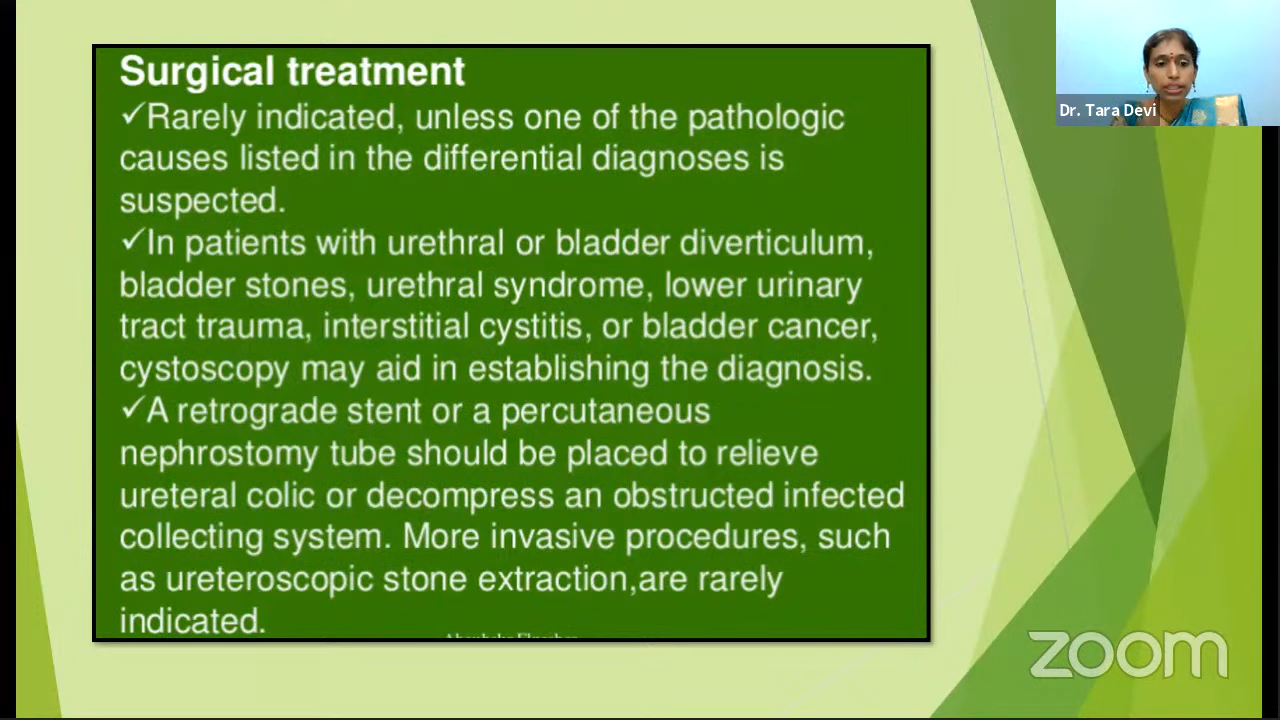 Surgical treatment
✓Rarely indicated, unless one of the pathologic
causes listed in the differential diagnoses is
suspected.
✓In patients with urethral or bladder diverticulum,
bladder stones, urethral syndrome, lower urinary
tract trauma, interstitial cystitis, or bladder cancer,
cystoscopy may aid in establishing the diagnosis.
✓A retrograde stent or a percutaneous
nephrostomy tube should be placed to relieve
ureteral colic or decompress an obstructed infected
collecting system. More invasive procedures, such
as ureteroscopic stone extraction,are rarely
indicated.
Dr. Tara Devi
zoom